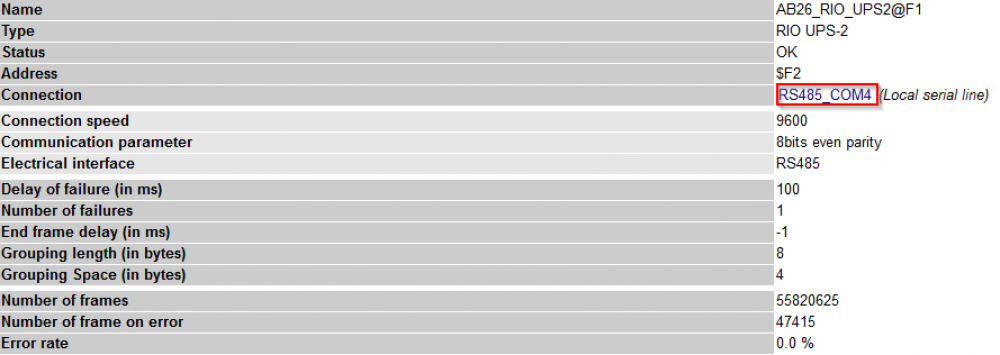 Name AB26_RIO_UPS2@F1
Type RIO UPS-2
Status OK
Address $F2
Connection RS485_COM4 (Local serial line)
Connection speed 9600
Communication parameter 8bits even parity
Electrical interface RS485
Delay of failure (in ms) 100
Number of failures 1
End frame delay (in ms) -1
Grouping length (in bytes) 8
Grouping Space (in bytes) 4
Number of frames 55820625
Number of frame on error 47415
Error rate 0.0 %